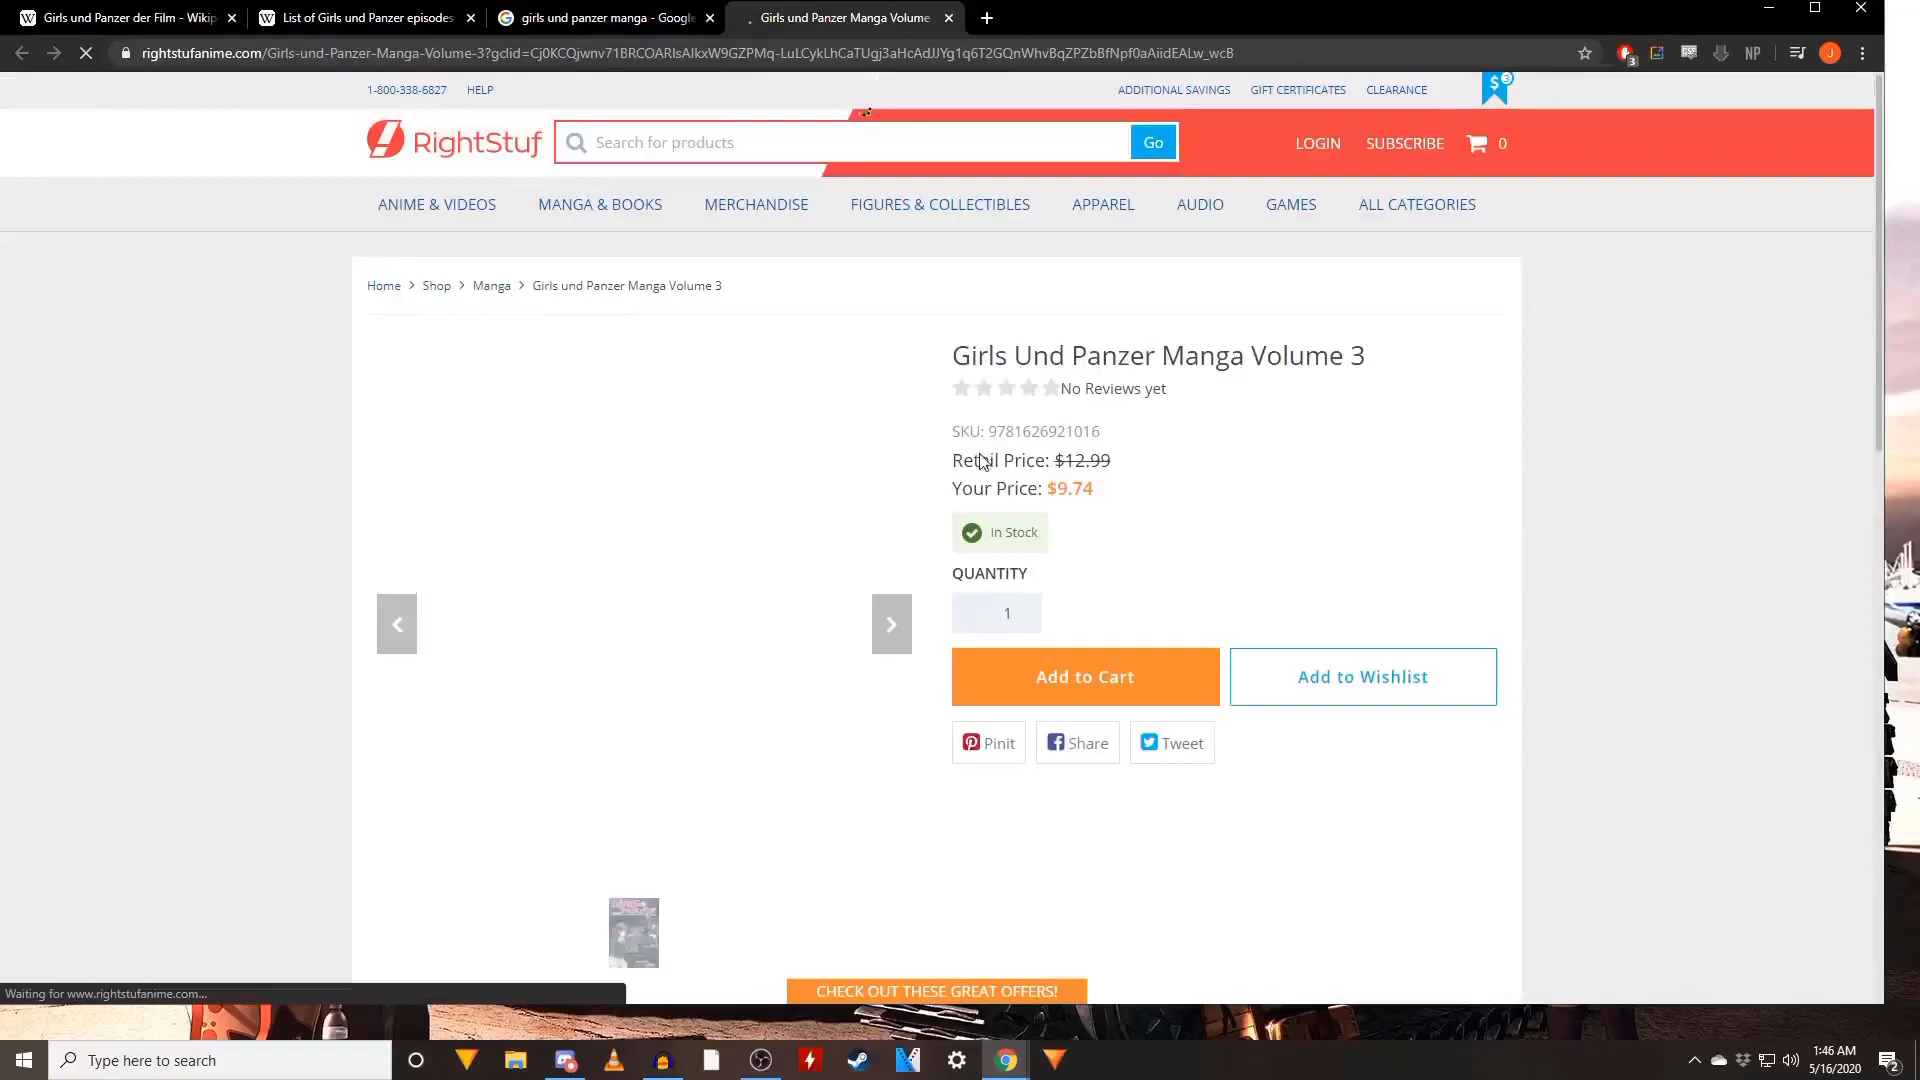 Girls und Panzer der Film - Wikip
List of Girls und Panzer episodes
girls und panzer manga - Google
Girls und Panzer Manga Volume
rightstufanime.com/Girls-und-Panzer-Manga-Volume-3?gclid=Cj0KCQjwnv71BRCOARIsAIkxW9GZPMq-LuLCykLhCaTUgj3aHcAdJJYg1q6T2GQnWhvBqZPZbBfNpf0aAiidEALw_wcB
3
NP
J
1-800-338-6827 HELP
ADDITIONAL SAVINGS GIFT CERTIFICATES CLEARANCE
$ 3
RightStuf
Search for products
Go
LOGIN SUBSCRIBE 0
ANIME & VIDEOS MANGA & BOOKS MERCHANDISE FIGURES & COLLECTIBLES APPAREL AUDIO GAMES ALL CATEGORIES
Home > Shop > Manga > Girls und Panzer Manga Volume 3
Girls Und Panzer Manga Volume 3
No Reviews yet
SKU: 9781626921016
Retail Price: $12.99
Your Price: $9.74
In Stock
QUANTITY
1
Add to Cart
Add to Wishlist
Pinit
Share
Tweet
CHECK OUT THESE GREAT OFFERS!
Waiting for www.rightstufanime.com...
Type here to search
1:46 AM
5/16/2020
2